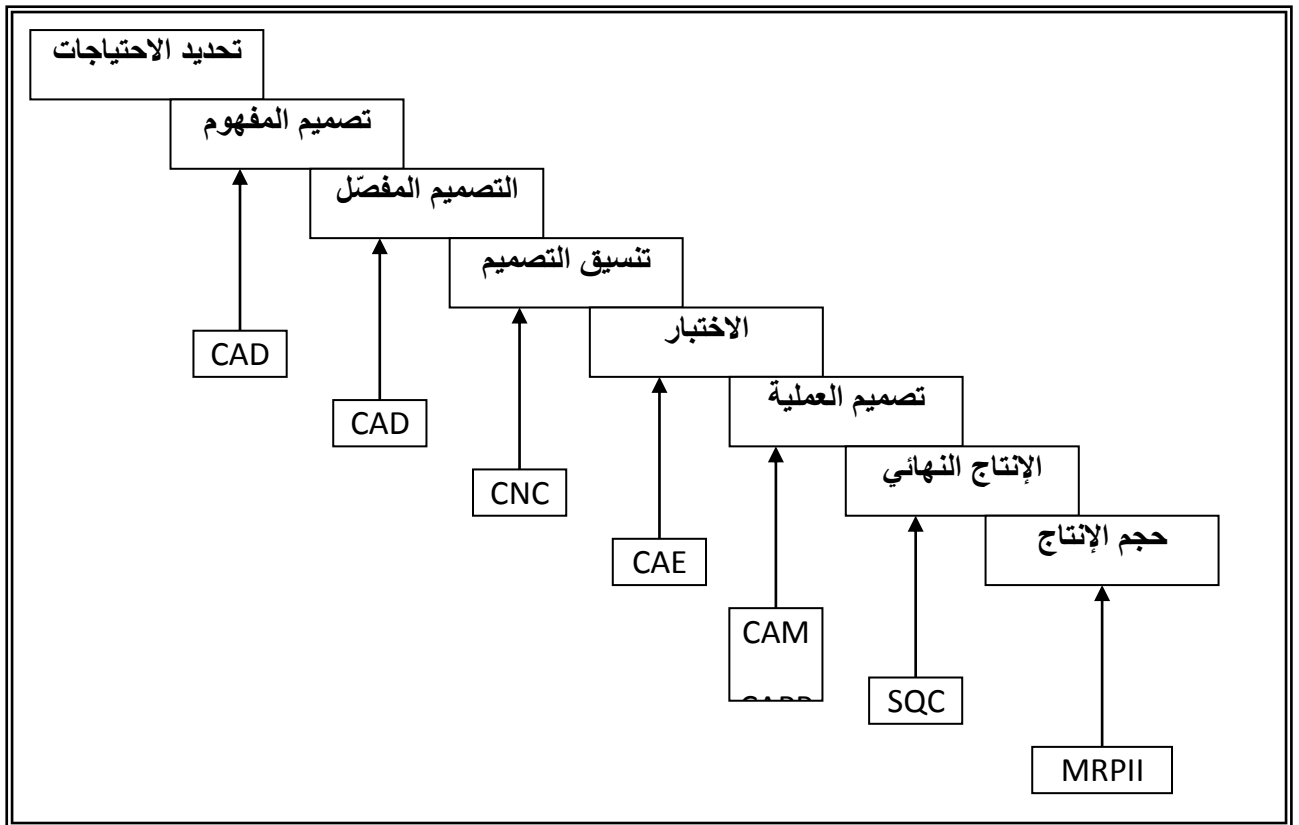 تحديد الاحتياجات
تصميم المفهوم
التصميم المفصّل
تنسيق التصميم
الاختبار
تصميم العملية
الإنتاج النهائي
حجم الإنتاج
CAD
CAD
CNC
CAE
CAM
SQC
MRPII